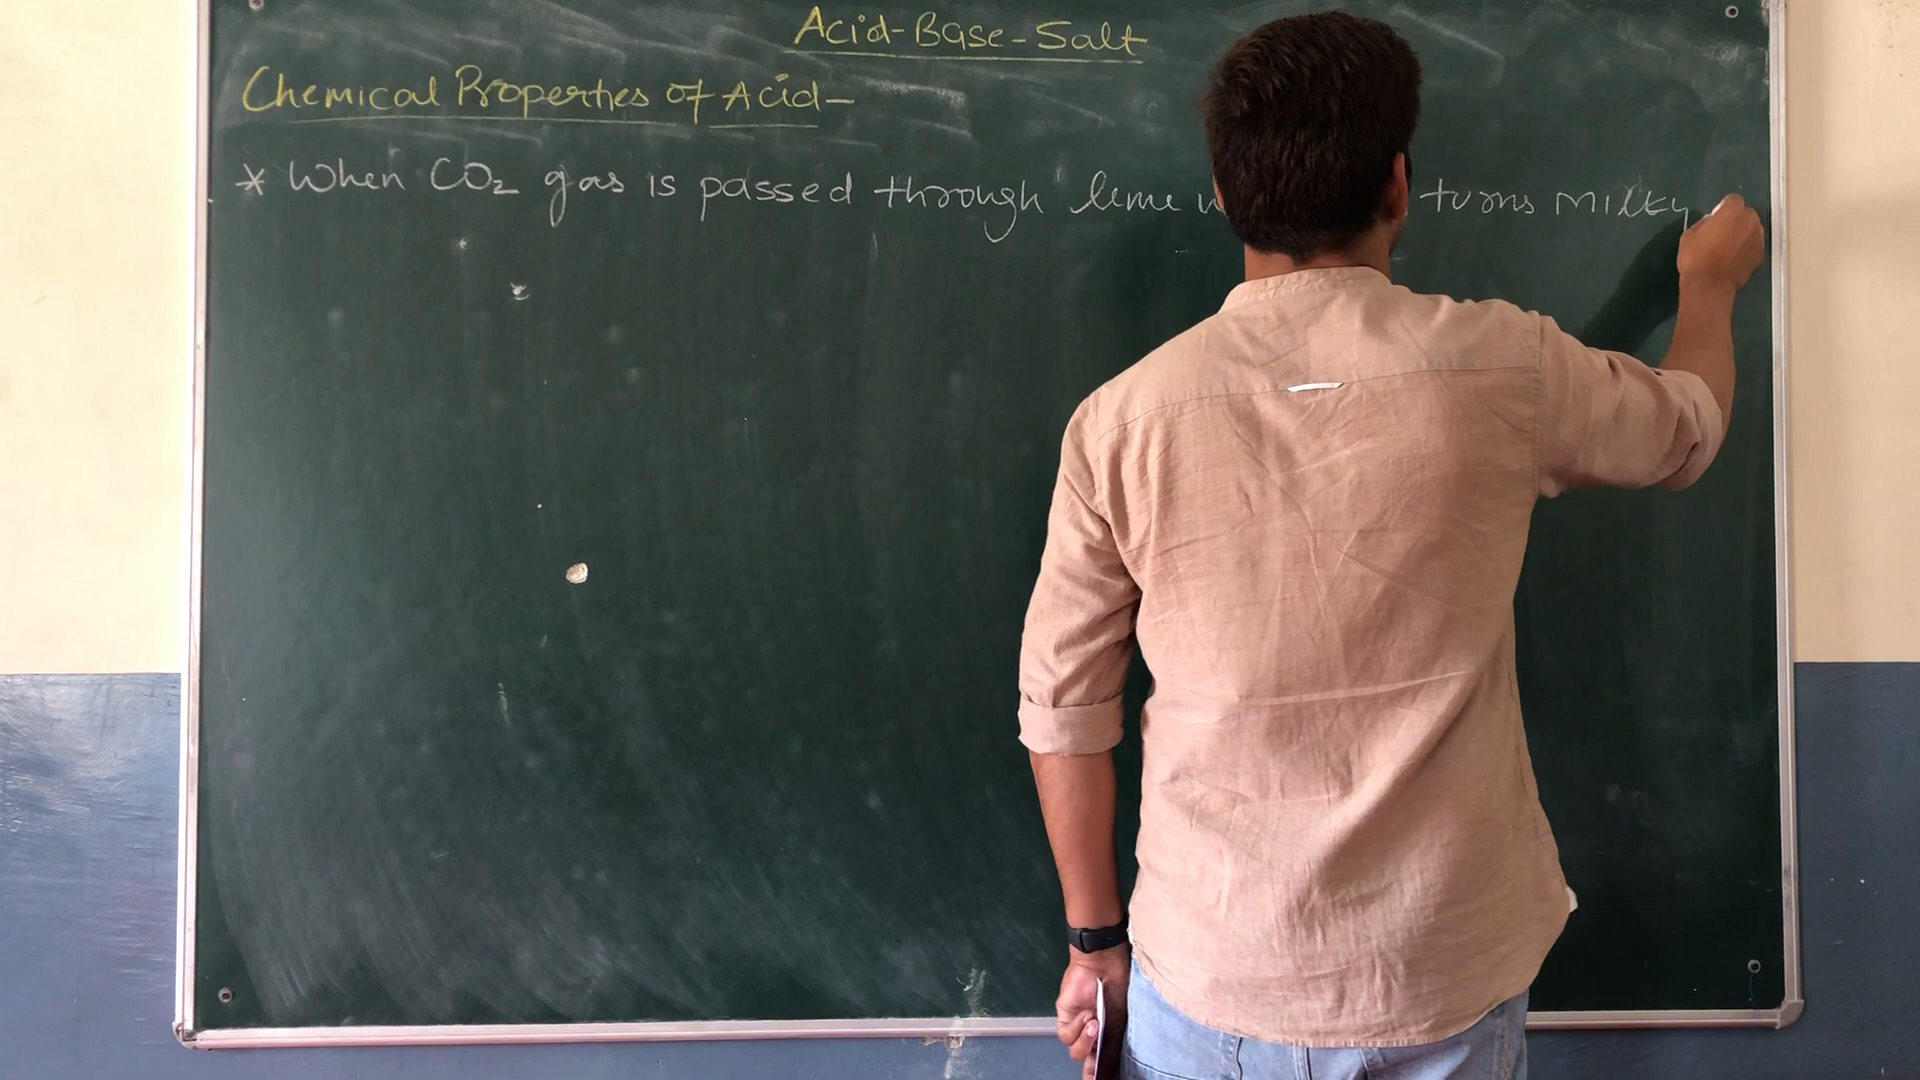 Acid-Base-Salt
Chemical Properties of Acid-
* When CO₂ gas is passed through lime turns milky